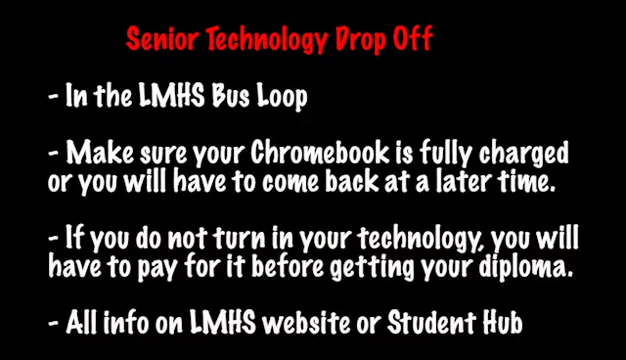 Senior Technology Drop Off
- In the LMHS Bus Loop
- Make sure your Chromebook is fully charged
or you will have to come back at a later time.
- If you do not turn in your technology, you will
have to pay for it before getting your diploma.
- All info on LMHS website or Student Hub